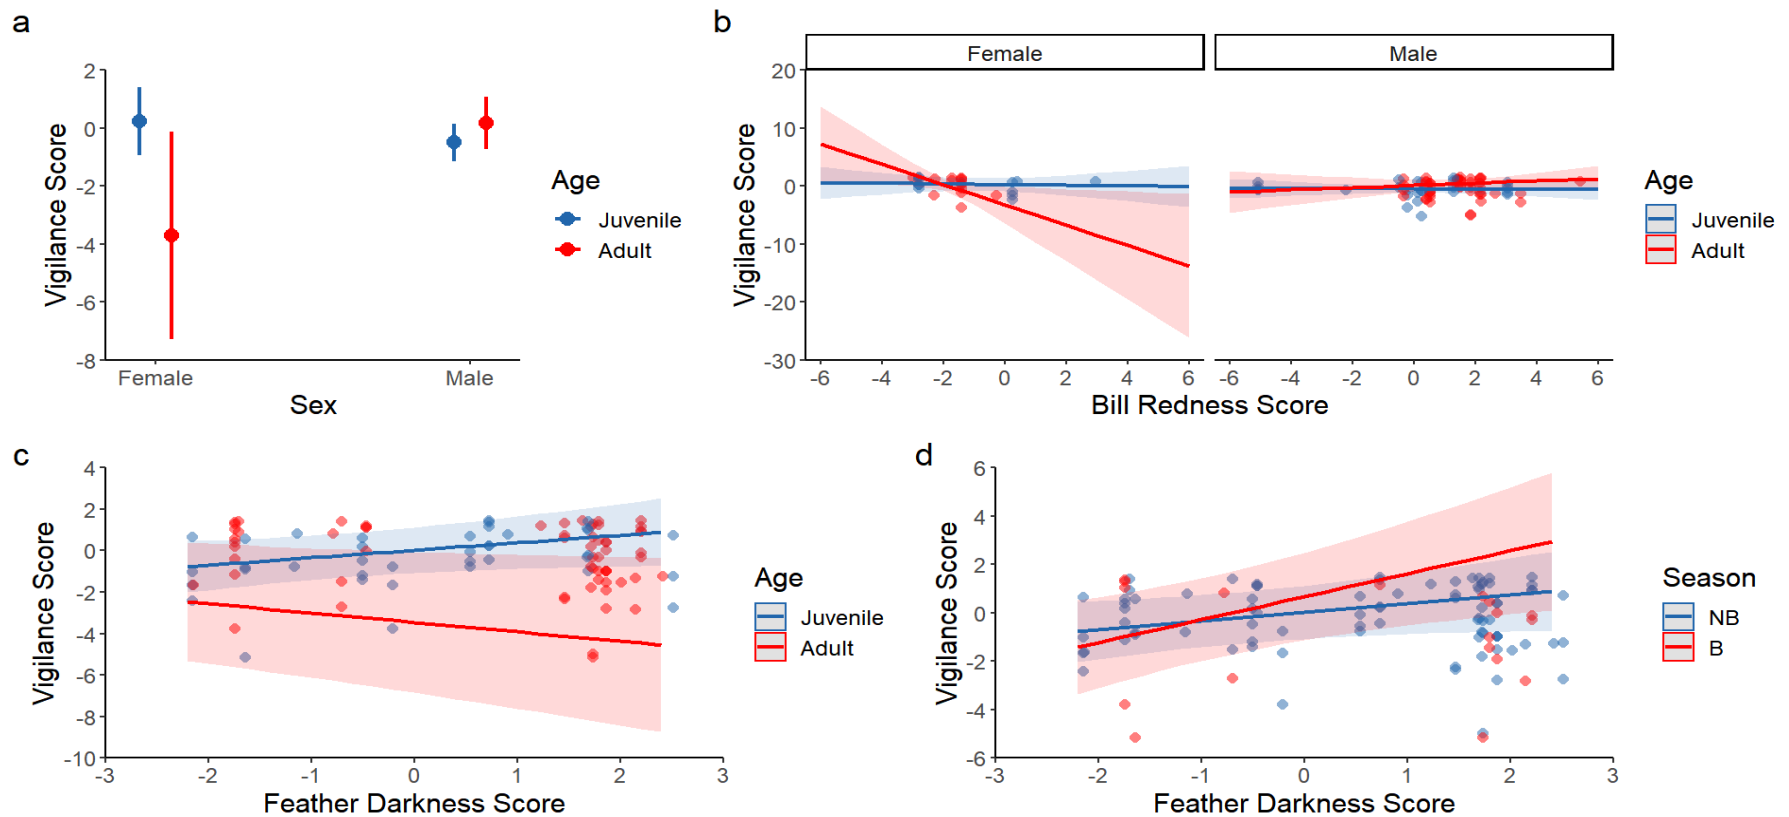 a
Vigilance Score
2
0
-2
-4
-6
-8
Female
Male
Sex
Age
Juvenile
Adult
b
Female
Male
Vigilance Score
20
10
0
-10
-20
-30
-6 -4 -2 0 2 4 6
-6 -4 -2 0 2 4 6
Bill Redness Score
Age
Juvenile
Adult
c
Vigilance Score
4
2
0
-2
-4
-6
-8
-10
-3 -2 -1 0 1 2 3
Feather Darkness Score
Age
Juvenile
Adult
d
Vigilance Score
6
4
2
0
-2
-4
-6
-3 -2 -1 0 1 2 3
Feather Darkness Score
Season
NB
B